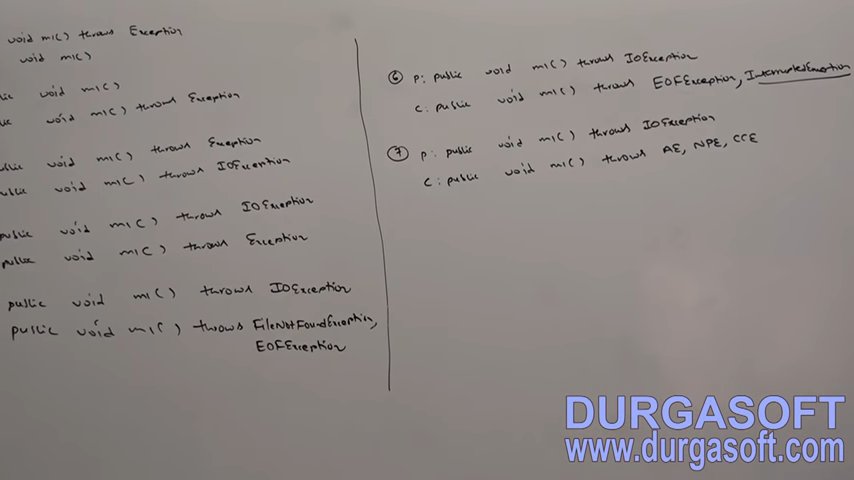 void m1() throws Exception
void m1()
lic void m1()
lic void m1() throws Exception
public void m1() throws Exception
public void m1() throws IOException
public void m1() throws IOException
public void m1() throws Exception
public void m1() throws IOException
public void m1() throws FileNotFoundException,
EOFException
⑥ P: public void m1() throws IOException
C: public void m1() throws EOFException, InterruptedException
⑦ P: public void m1() throws IOException
C: public void m1() throws AE, NPE, CCE
DURGASOFT
www.durgasoft.com